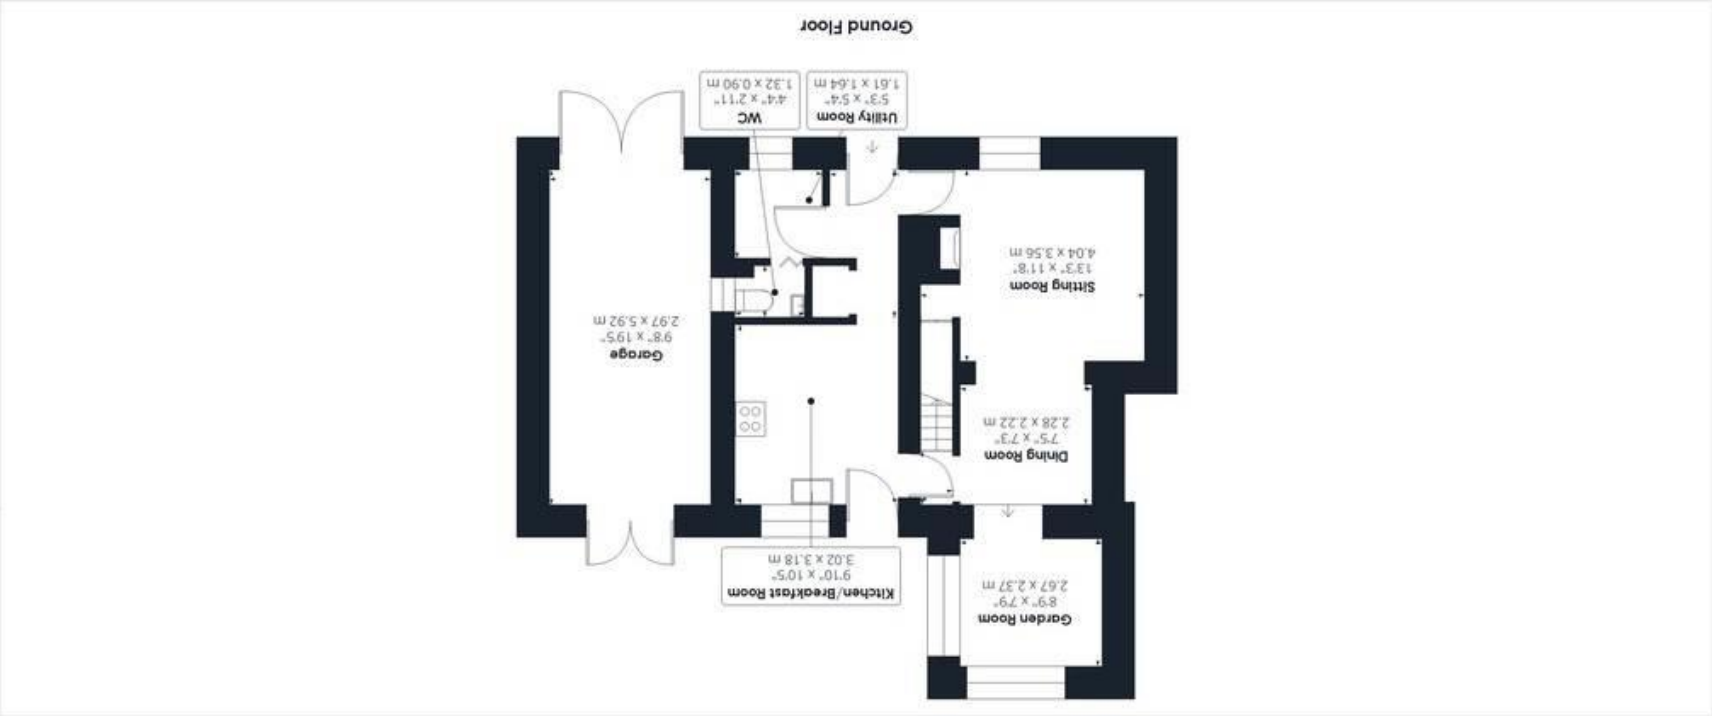 Garden Room
8'9" x 7'9"
2.67 x 2.37 m
Kitchen/Breakfast Room
9'10" x 10'5"
3.02 x 3.18 m
Dining Room
7'5" x 7'3"
2.28 x 2.22 m
Garage
9'8" x 19'5"
2.97 x 5.92 m
Sitting Room
13'3" x 11'8"
4.04 x 3.56 m
Utility Room
5'3" x 5'4"
1.61 x 1.64 m
WC
4'4" x 2'11"
1.32 x 0.90 m
Ground Floor